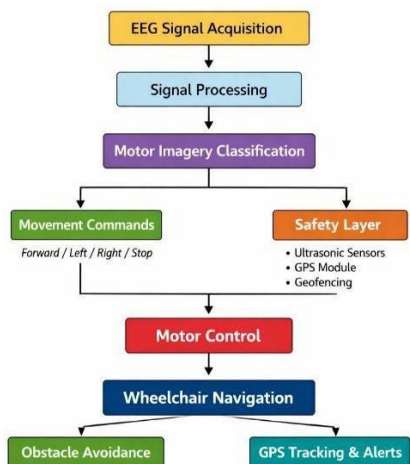 EEG Signal Acquisition
Signal Processing
Motor Imagery Classification
Movement Commands
Forward / Left / Right / Stop
Safety Layer
• Ultrasonic Sensors
• GPS Module
• Geofencing
Motor Control
Wheelchair Navigation
Obstacle Avoidance
GPS Tracking & Alerts